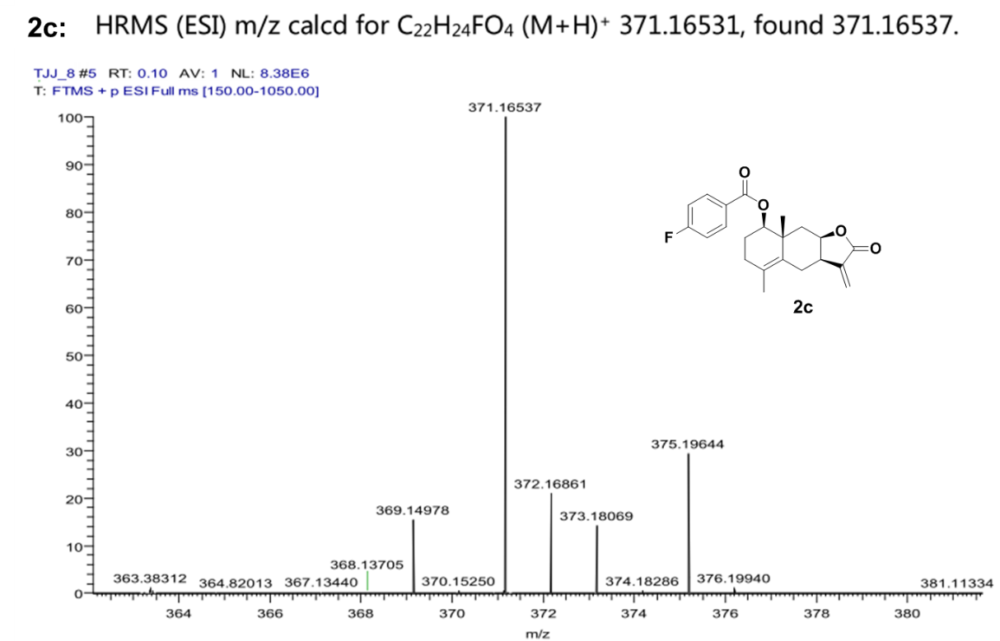 2c: HRMS (ESI) m/z calcd for C₂₂H₂₄FO₄ (M+H)⁺ 371.16531, found 371.16537.
TJJ_8 #5 RT: 0.10 AV: 1 NL: 8.38E6
T: FTMS + p ESI Full ms [150.00-1050.00]
371.16537
100
90
80
70
60
50
40
30
20
10
0
O
O
F
O
O
2c
375.19644
372.16861
373.18069
369.14978
368.13705
363.38312
364.82013
367.13440
370.15250
374.18286
376.19940
381.11334
364 366 368 370 372 374 376 378 380
m/z